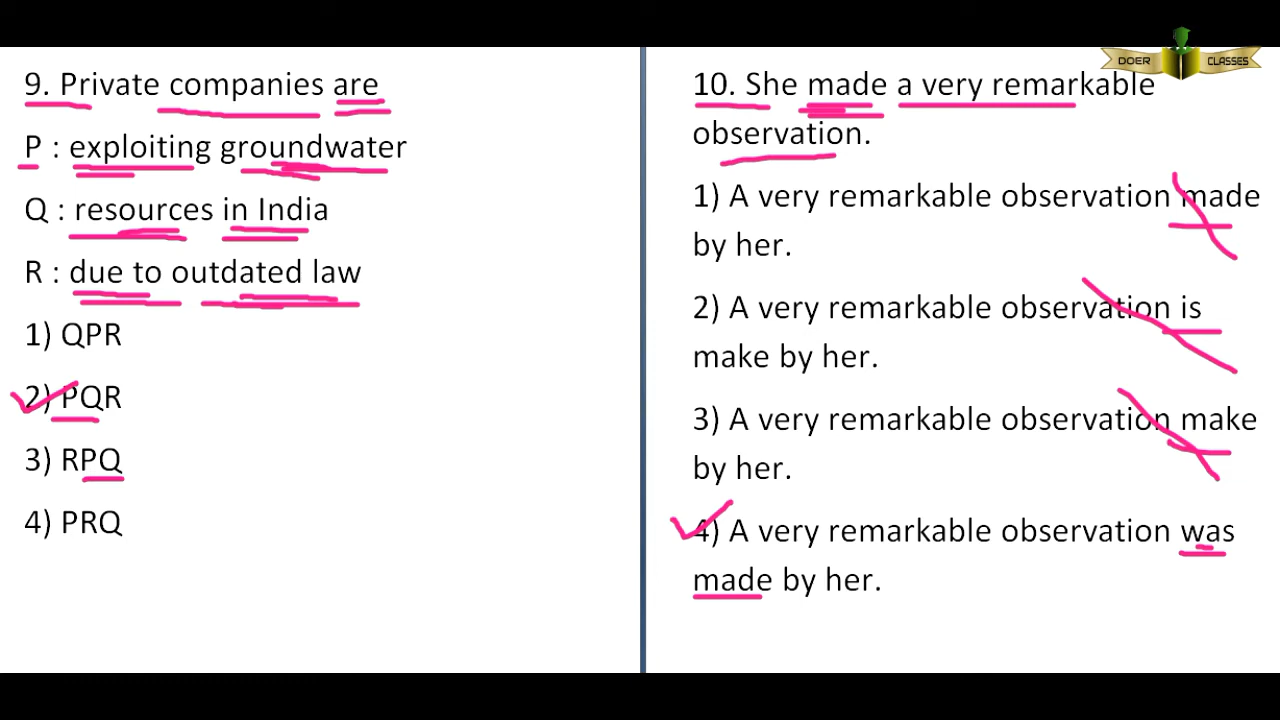 DOER CLASSES
9. Private companies are
P : exploiting groundwater
Q : resources in India
R : due to outdated law
1) QPR
2) PQR
3) RPQ
4) PRQ
10. She made a very remarkable
observation.
1) A very remarkable observation made
by her.
2) A very remarkable observation is
make by her.
3) A very remarkable observation make
by her.
4) A very remarkable observation was
made by her.